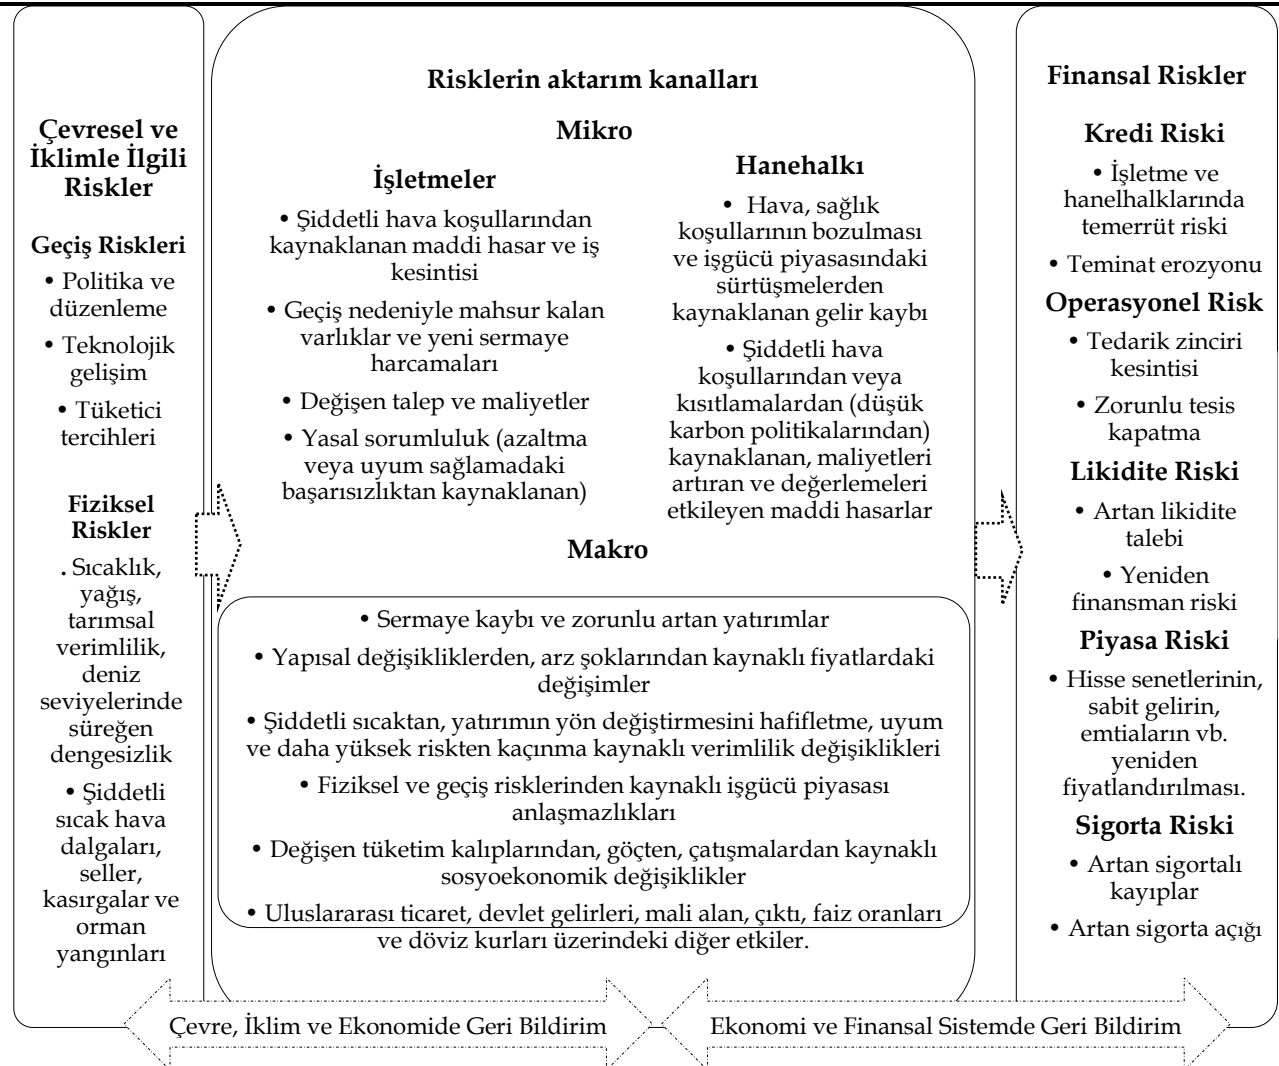 Çevresel ve
İklimle İlgili
Riskler
Geçiş Riskleri
• Politika ve
düzenleme
• Teknolojik
gelişim
• Tüketici
tercihleri
Fiziksel
Riskler
. Sıcaklık,
yağış,
tarımsal
verimlilik,
deniz
seviyelerinde
süreğen
dengesizlik
• Şiddetli
sıcak hava
dalgaları,
seller,
kasırgalar ve
orman
yangınları
Risklerin aktarım kanalları
Mikro
İşletmeler
• Şiddetli hava koşullarından
kaynaklanan maddi hasar ve iş
kesintisi
• Geçiş nedeniyle mahsur kalan
varlıklar ve yeni sermaye
harcamaları
• Değişen talep ve maliyetler
• Yasal sorumluluk (azaltma
veya uyum sağlamadaki
başarısızlıktan kaynaklanan)
Hanehalkı
• Hava, sağlık
koşullarının bozulması
ve işgücü piyasasındaki
sürtüşmelerden
kaynaklanan gelir kaybı
• Şiddetli hava
koşullarından veya
kısıtlamalardan (düşük
karbon politikalarından)
kaynaklanan, maliyetleri
artıran ve değerlemeleri
etkileyen maddi hasarlar
Makro
• Sermaye kaybı ve zorunlu artan yatırımlar
• Yapısal değişikliklerden, arz şoklarından kaynaklı fiyatlardaki
değişimler
• Şiddetli sıcaktan, yatırımın yön değiştirmesini hafifletme, uyum
ve daha yüksek riskten kaçınma kaynaklı verimlilik değişiklikleri
• Fiziksel ve geçiş risklerinden kaynaklı işgücü piyasası
anlaşmazlıkları
• Değişen tüketim kalıplarından, göçten, çatışmalardan kaynaklı
sosyoekonomik değişiklikler
• Uluslararası ticaret, devlet gelirleri, mali alan, çıktı, faiz oranları
ve döviz kurları üzerindeki diğer etkiler.
Finansal Riskler
Kredi Riski
• İşletme ve
hanelhalklarında
temerrüt riski
• Teminat erozyonu
Operasyonel Risk
• Tedarik zinciri
kesintisi
• Zorunlu tesis
kapatma
Likidite Riski
• Artan likidite
talebi
• Yeniden
finansman riski
Piyasa Riski
• Hisse senetlerinin,
sabit gelirin,
emtiaların vb.
yeniden
fiyatlandırılması.
Sigorta Riski
• Artan sigortalı
kayıplar
• Artan sigorta açığı
Çevre, İklim ve Ekonomide Geri Bildirim
Ekonomi ve Finansal Sistemde Geri Bildirim